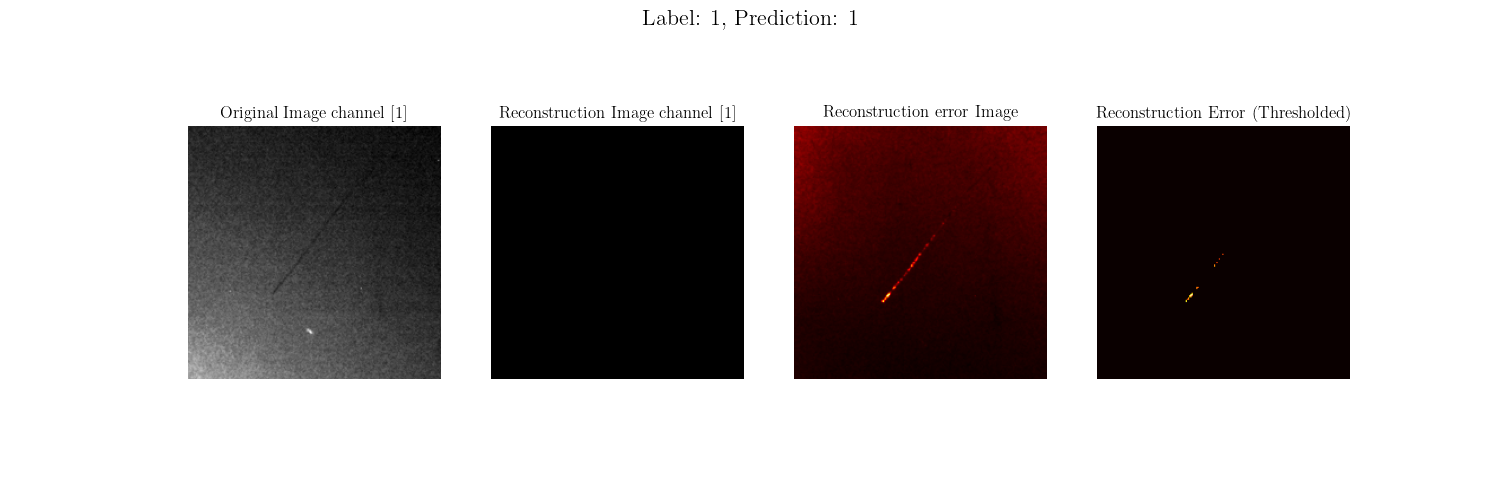 Label: 1, Prediction: 1
Original Image channel [1]
Reconstruction Image channel [1]
Reconstruction error Image
Reconstruction Error (Thresholded)